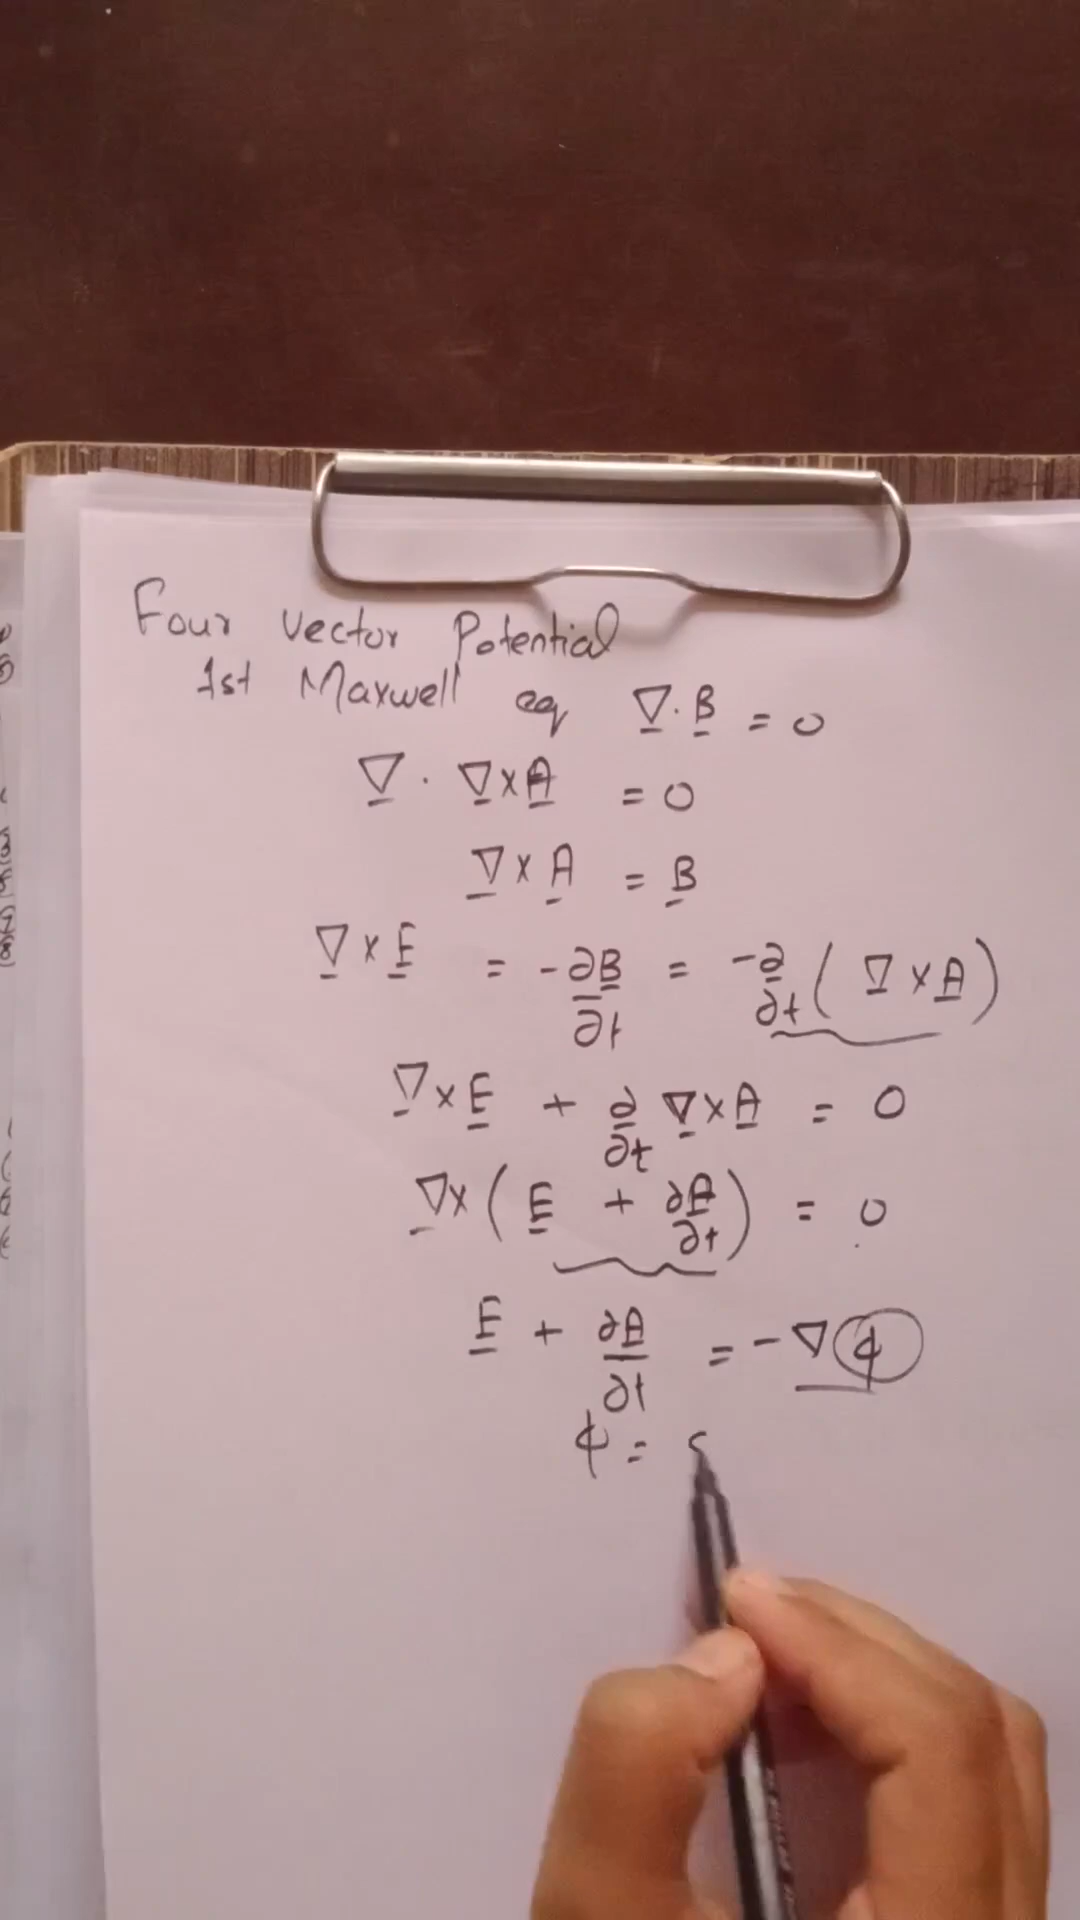 Four Vector Potential
1st Maxwell eq ∇·B = 0
∇ · ∇×A = 0
∇×A = B
∇×E = -∂B/∂t = -∂/∂t (∇×A)
∇×E + ∂/∂t ∇×A = 0
∇×(E + ∂A/∂t) = 0
E + ∂A/∂t = -∇ϕ
ϕ = s